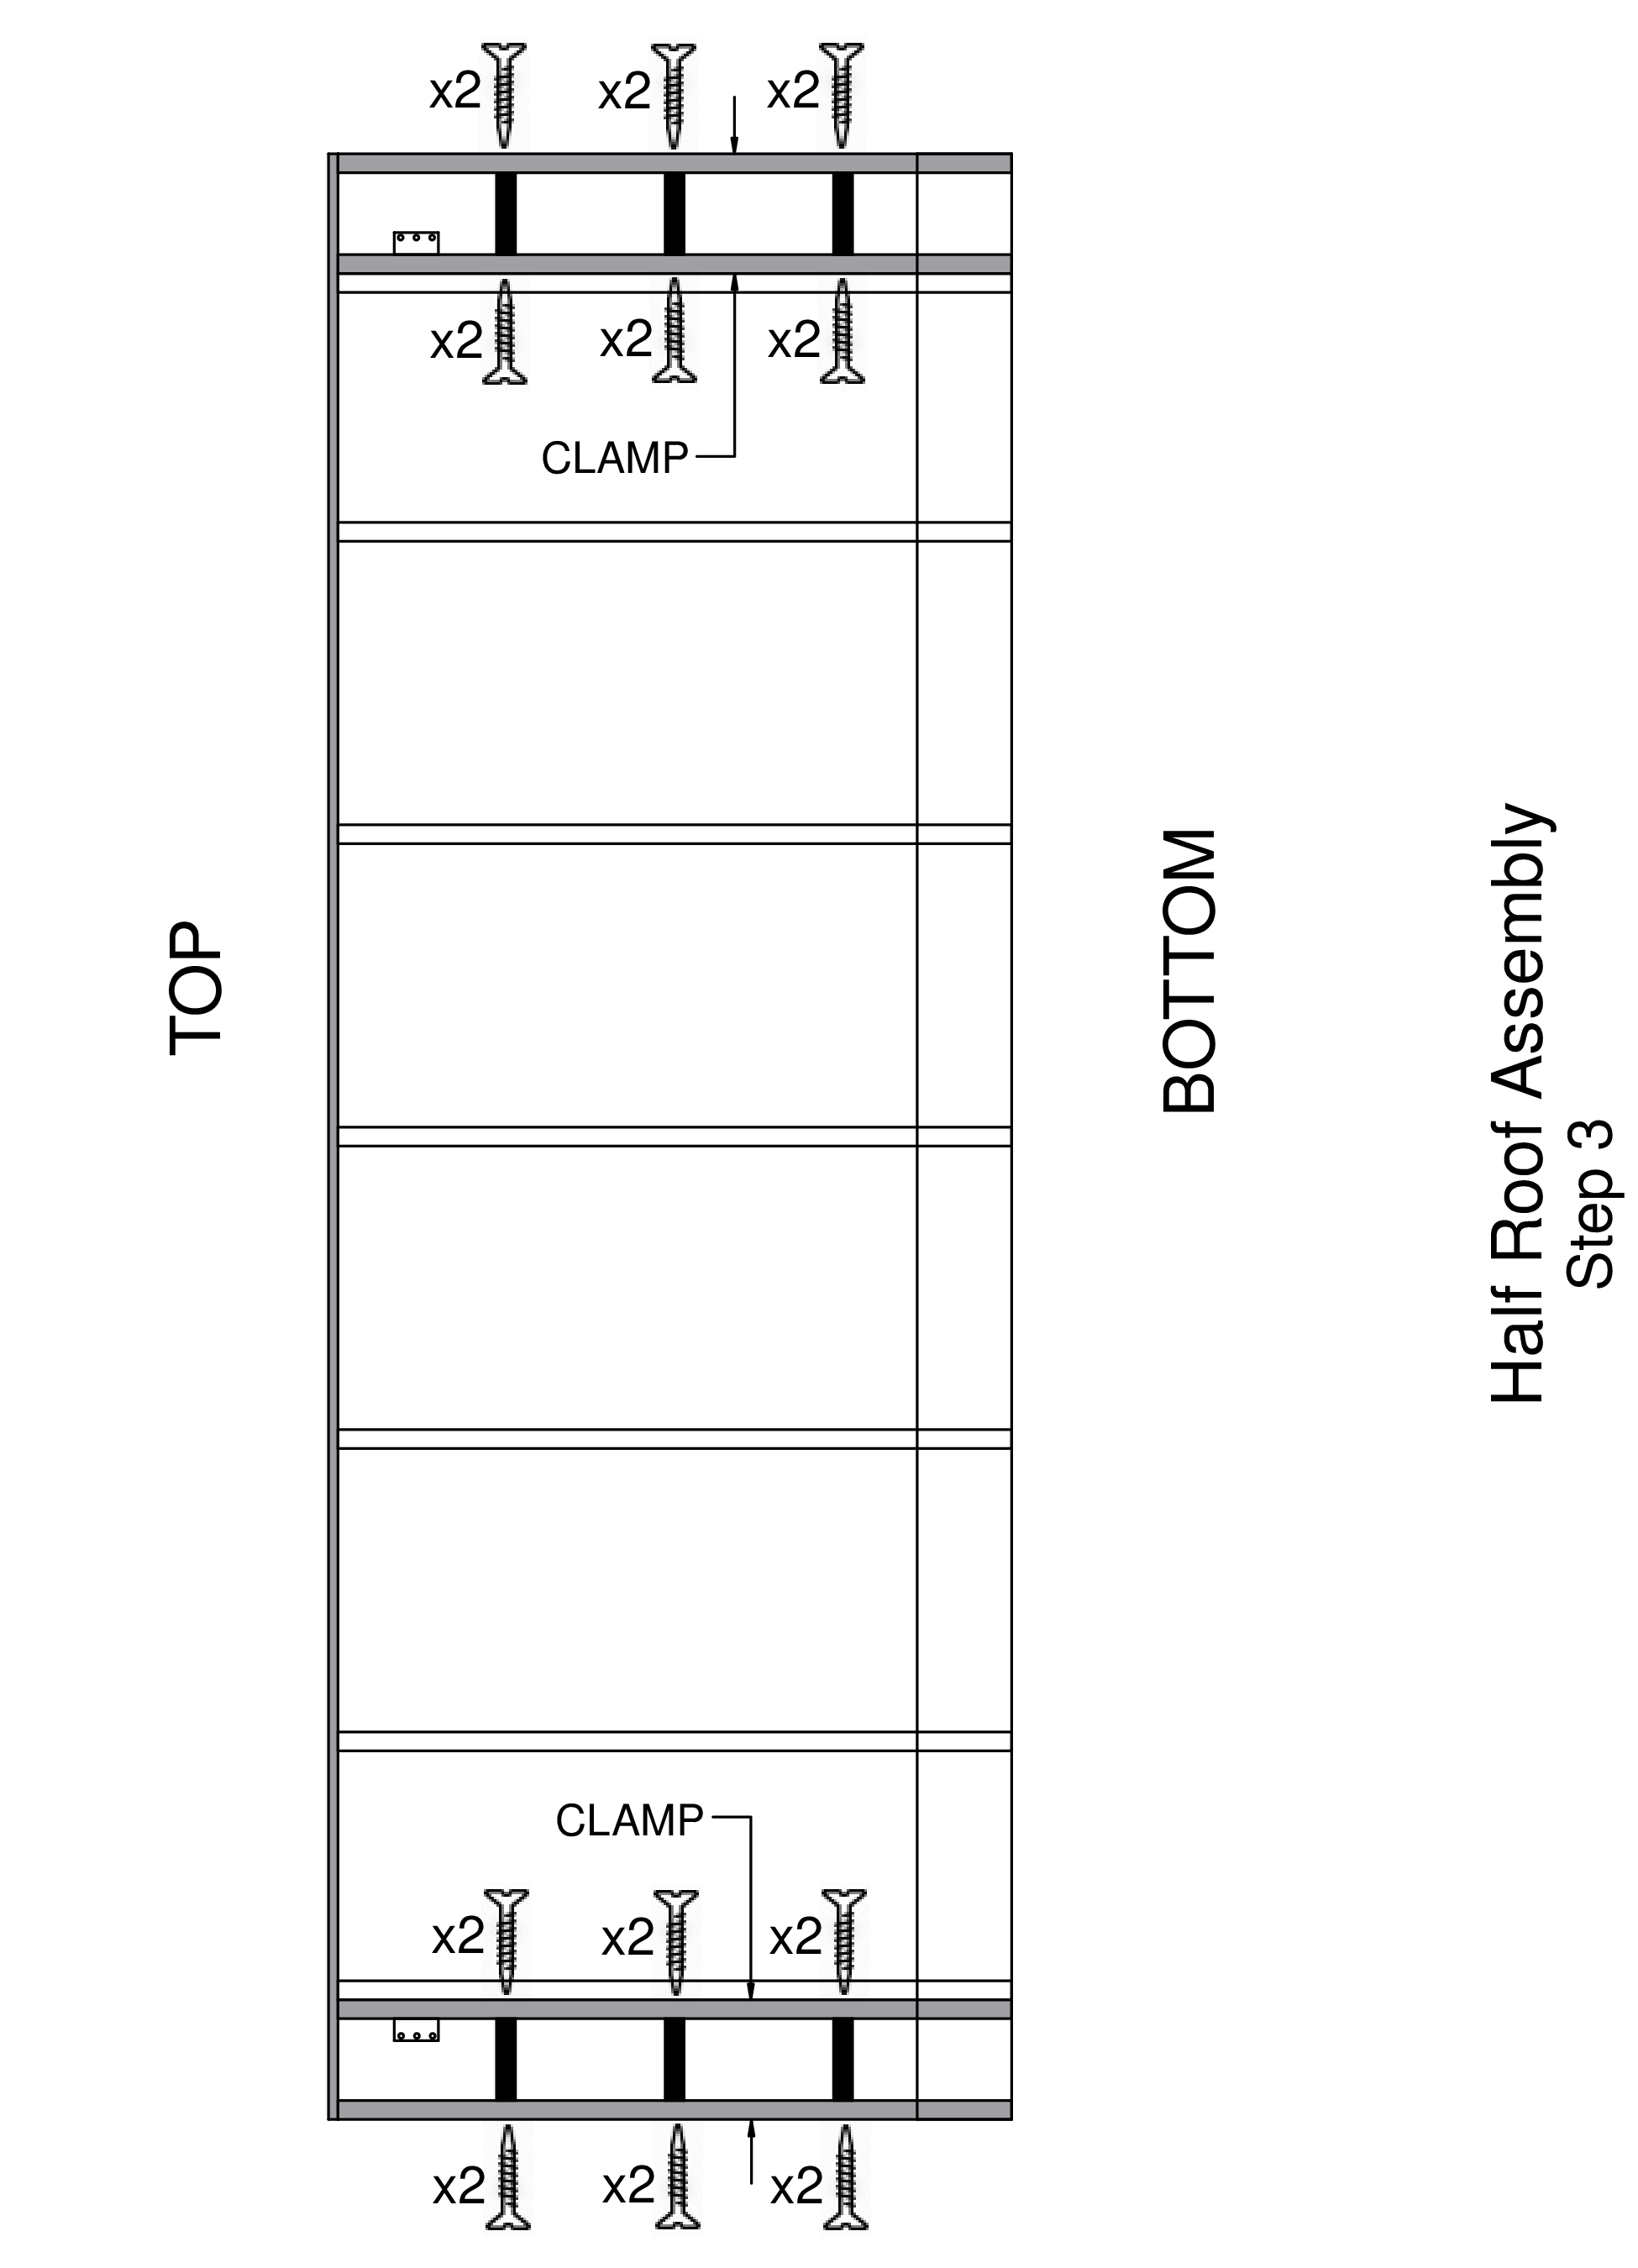 x2 x2 x2
x2 x2 x2
CLAMP
TOP
BOTTOM
Half Roof Assembly
Step 3
CLAMP
x2 x2 x2
x2 x2 x2